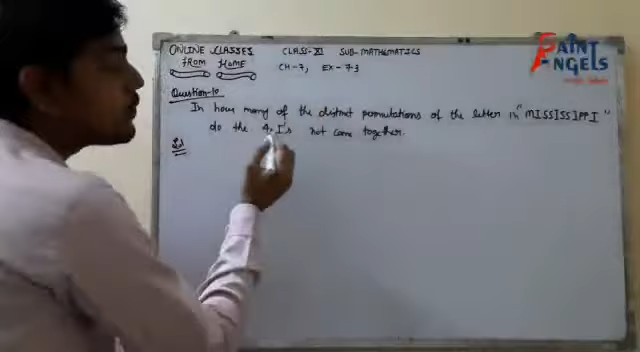 ONLINE CLASSES CLASS-XI SUB-MATHEMATICS
FROM HOME CH-7, EX-7.3
PAINT ANGELS
Question-10
In how many of the distinct permutations of the letter in "MISSISSIPPI"
do the 4 I's not come together.
Sol